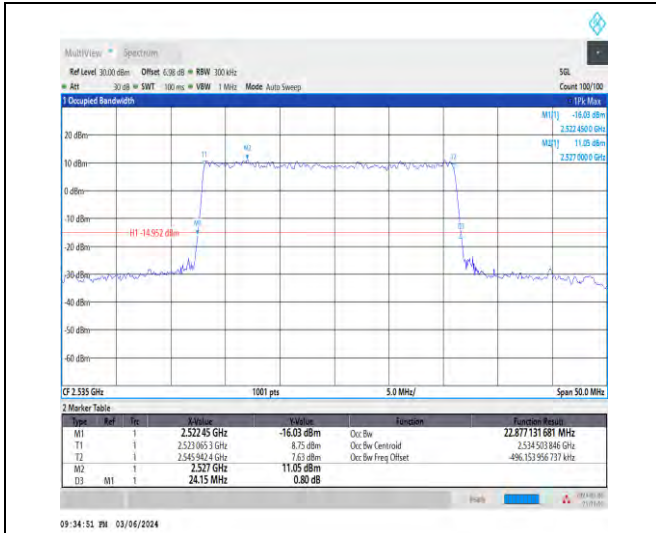 MultiView Spectrum
Ref Level 30.00 dBm Offset 6.98 dB RBW 300 kHz SGL
Att 30 dB SWT 100 ms VBW 1 MHz Mode Auto Sweep Count 100/100
1 Occupied Bandwidth 1Pk Max
M1[1] -16.03 dBm
2.522 4500 GHz
M2[1] 11.05 dBm
2.527 000 0 GHz
20 dBm
T1 M2 T2
10 dBm
0 dBm
-10 dBm
M1 D3
H1 -14.952 dBm
-20 dBm
-30 dBm
-40 dBm
-50 dBm
-60 dBm
CF 2.535 GHz 1001 pts 5.0 MHz/ Span 50.0 MHz
2 Marker Table
Type Ref Trc X-Value Y-Value Function Function Result
M1 1 2.52245 GHz -16.03 dBm Occ Bw 22.877 131 681 MHz
T1 1 2.523 065 3 GHz 8.75 dBm Occ Bw Centroid 2.534 503 846 GHz
T2 1 2.545 942 4 GHz 7.63 dBm Occ Bw Freq Offset -496.153 956 737 kHz
M2 1 2.527 GHz 11.05 dBm
D3 M1 1 24.15 MHz 0.80 dB
09:34:51 PM 03/06/2024